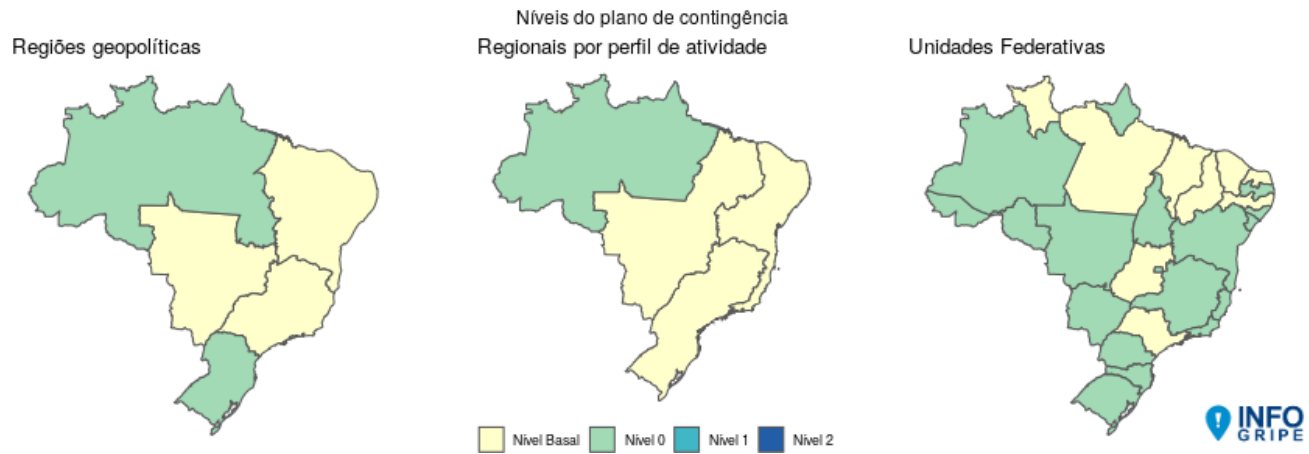 Níveis do plano de contingência
Regiões geopolíticas
Regionais por perfil de atividade
Unidades Federativas
Nível Basal
Nível 0
Nível 1
Nível 2
INFO
GRIPE